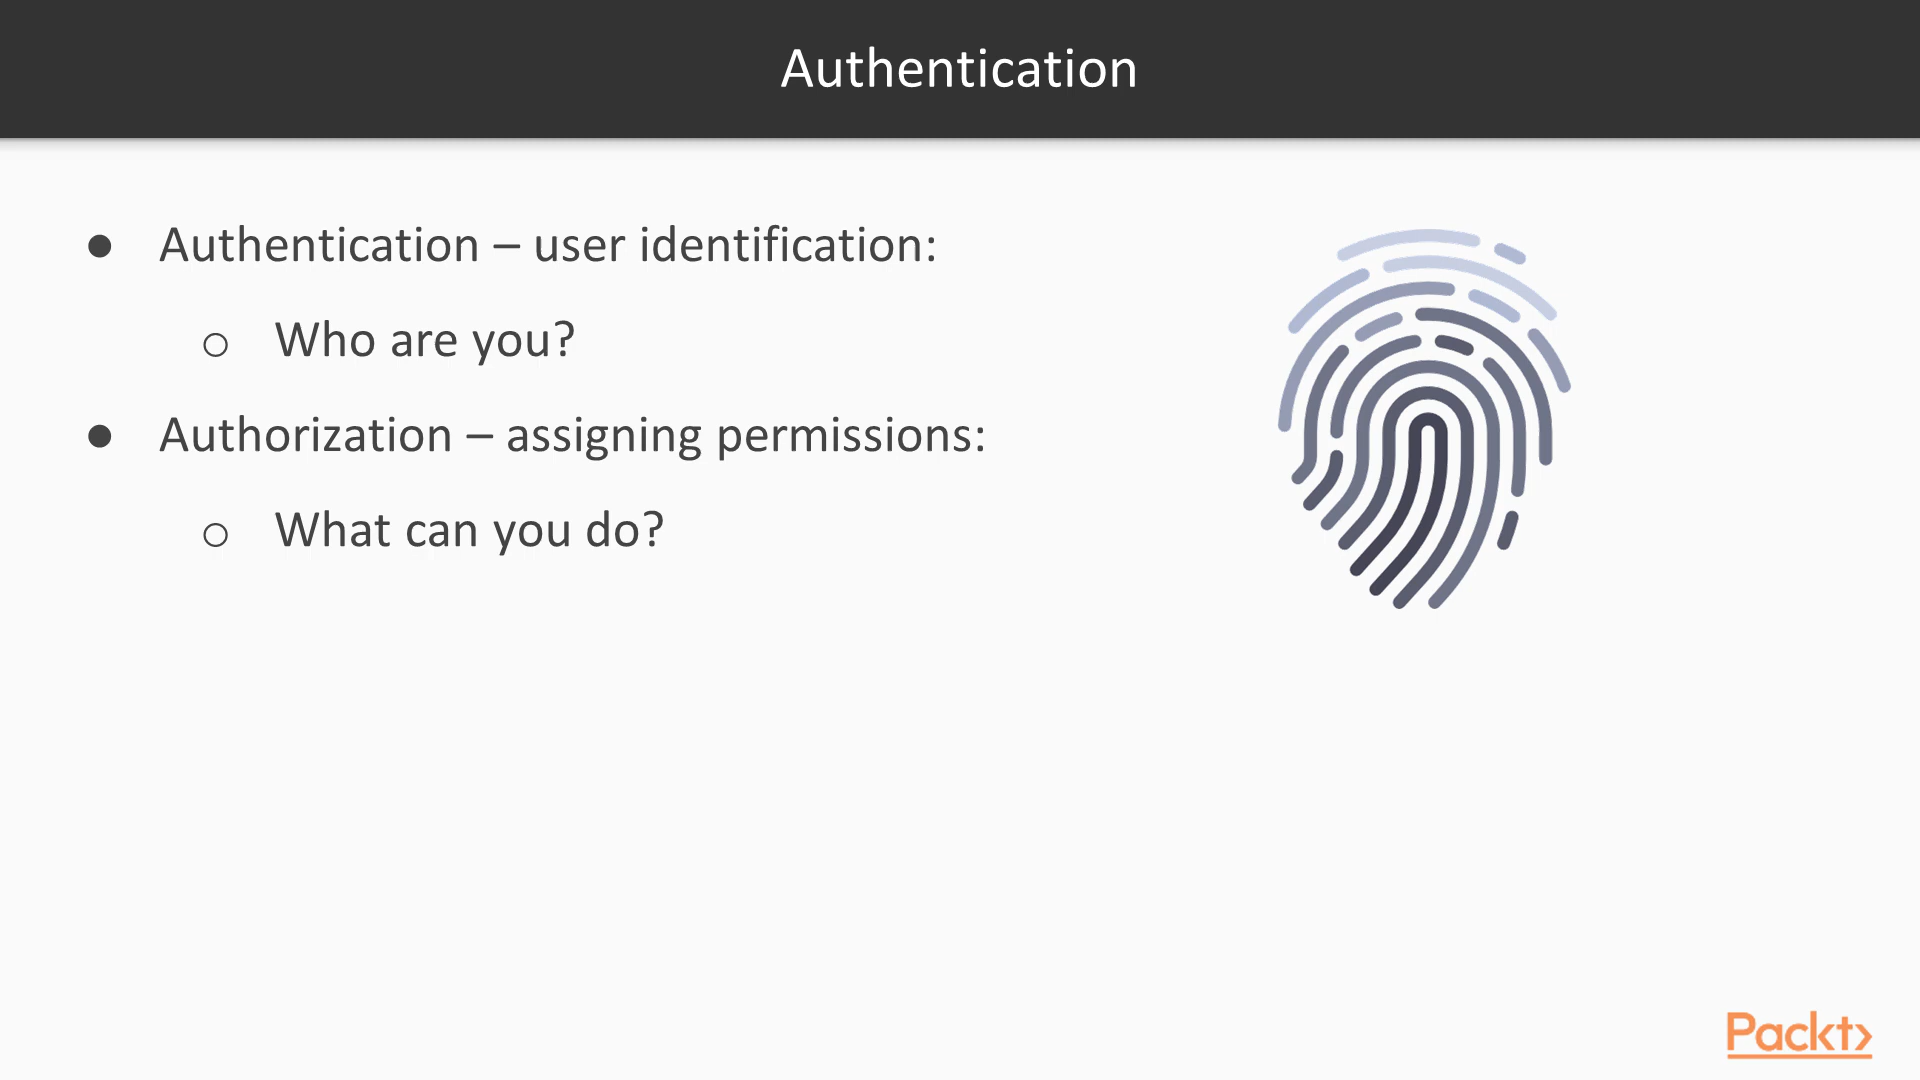 Authentication
● Authentication – user identification:
○ Who are you?
● Authorization – assigning permissions:
○ What can you do?
Packt>